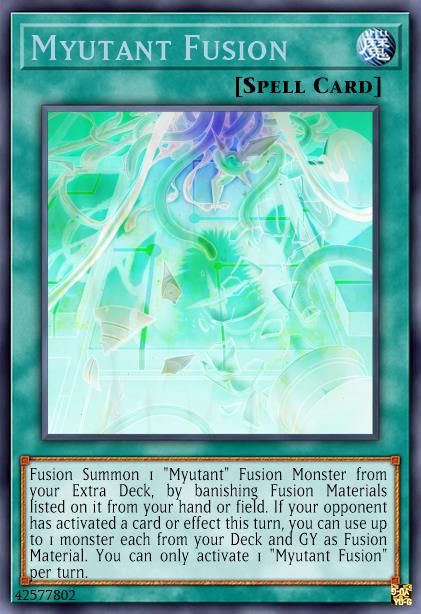 Myutant Fusion
魔
[Spell Card]
Fusion Summon 1 "Myutant" Fusion Monster from
your Extra Deck, by banishing Fusion Materials
listed on it from your hand or field. If your opponent
has activated a card or effect this turn, you can use up
to 1 monster each from your Deck and GY as Fusion
Material. You can only activate 1 "Myutant Fusion"
per turn.
42577802